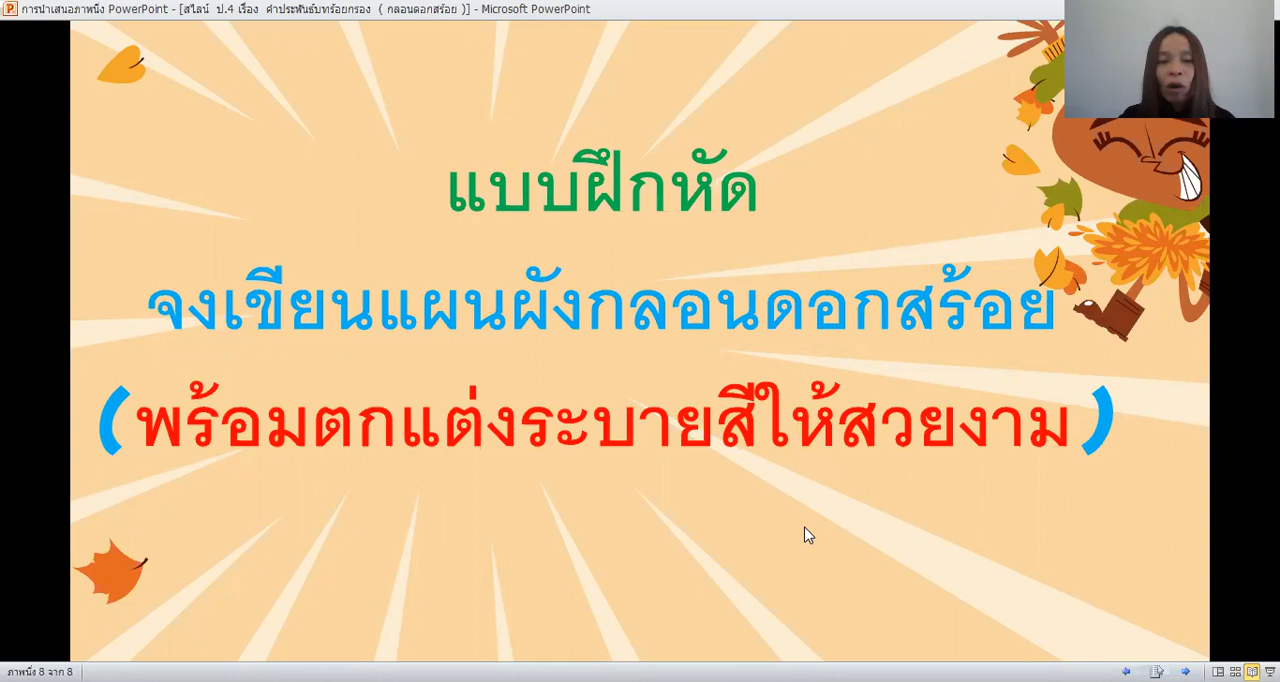 การนำเสนอภาพนิ่ง PowerPoint - [สไลน์ ป.4 เรื่อง คำประพันธ์บทร้อยกรอง ( กลอนดอกสร้อย )] - Microsoft PowerPoint
แบบฝึกหัด
จงเขียนแผนผังกลอนดอกสร้อย
(พร้อมตกแต่งระบายสีให้สวยงาม)
ภาพนิ่ง 8 จาก 8